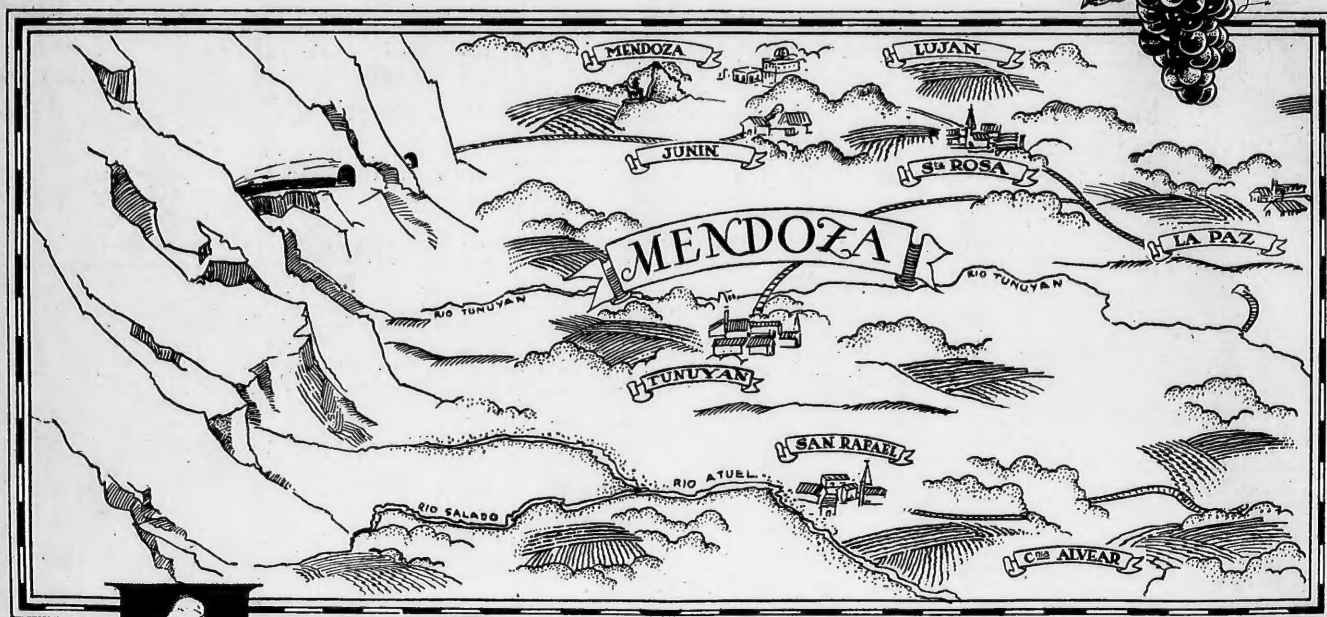 MENDOZA
LUJAN
JUNIN
Sta ROSA
MENDOZA
LA PAZ
RIO TUNUYAN
RIO TUNUYAN
TUNUYAN
SAN RAFAEL
RIO ATUEL
RIO SALADO
Cnia ALVEAR